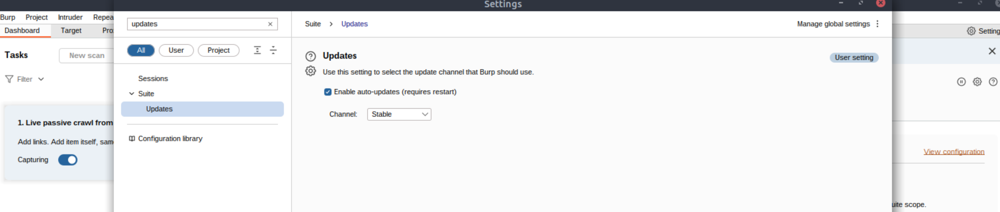 Settings
Burp Project Intruder Repea
Dashboard Target Pro
Tasks New scan
Filter
1. Live passive crawl from
Add links. Add item itself, sam
Capturing
updates
All User Project
Sessions
Suite
Updates
Configuration library
Suite > Updates
Manage global settings
Updates
User setting
Use this setting to select the update channel that Burp should use.
Enable auto-updates (requires restart)
Channel: Stable
Setting
View configuration
uite scope.